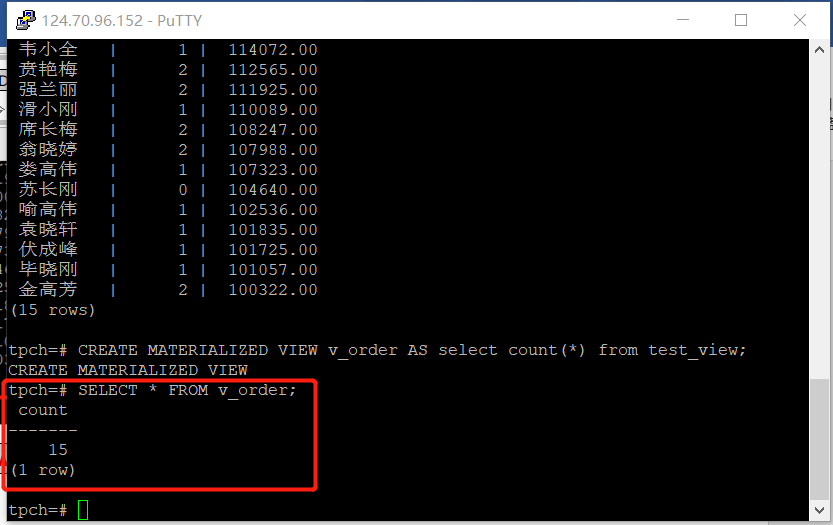 124.70.96.152 - PuTTY
韦小全 | 1 | 114072.00
贲艳梅 | 2 | 112565.00
强兰丽 | 2 | 111925.00
滑小刚 | 1 | 110089.00
席长梅 | 2 | 108247.00
翁晓婷 | 2 | 107988.00
娄高伟 | 1 | 107323.00
苏长刚 | 0 | 104640.00
喻高伟 | 1 | 102536.00
袁晓轩 | 1 | 101835.00
伏成峰 | 1 | 101725.00
毕晓刚 | 1 | 101057.00
金高芳 | 2 | 100322.00
(15 rows)
tpch=# CREATE MATERIALIZED VIEW v_order AS select count(*) from test_view;
CREATE MATERIALIZED VIEW
tpch=# SELECT * FROM v_order;
count
-------
15
(1 row)
tpch=#